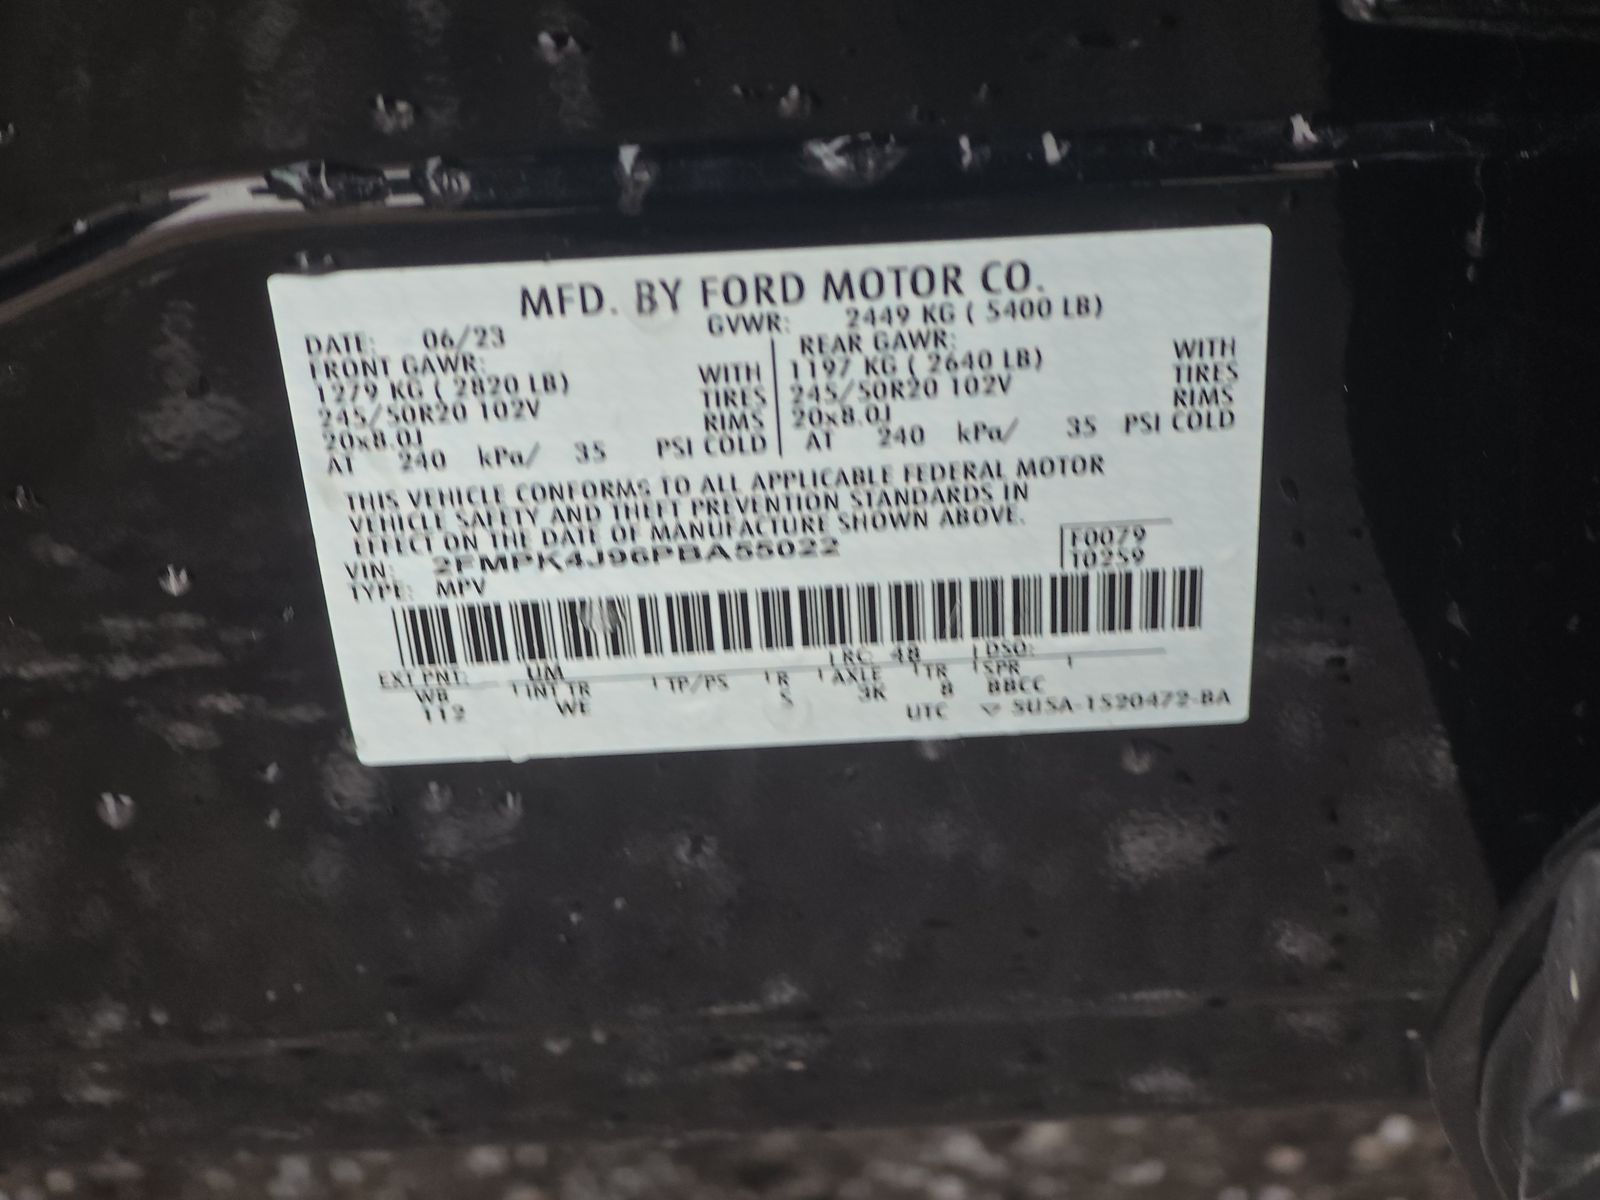 MFD. BY FORD MOTOR CO.
DATE: 06/23 GVWR: 2449 KG ( 5400 LB)
FRONT GAWR: REAR GAWR:
1279 KG ( 2820 LB) WITH 1197 KG ( 2640 LB) WITH
245/50R20 102V TIRES 245/50R20 102V TIRES
20x8.0J RIMS 20x8.0J RIMS
AT 240 kPa/ 35 PSI COLD AT 240 kPa/ 35 PSI COLD
THIS VEHICLE CONFORMS TO ALL APPLICABLE FEDERAL MOTOR
VEHICLE SAFETY AND THEFT PREVENTION STANDARDS IN
EFFECT ON THE DATE OF MANUFACTURE SHOWN ABOVE.
VIN: 2FMPK4J96PBA55022 F0079
TYPE: MPV 10259
EXT PNT: UM RC: 48 DSO:
WB INT TR TP/PS R AXLE TR SPR
112 WE S 3K 8 BBCC
UTC ▽ 5U5A-1520472-BA